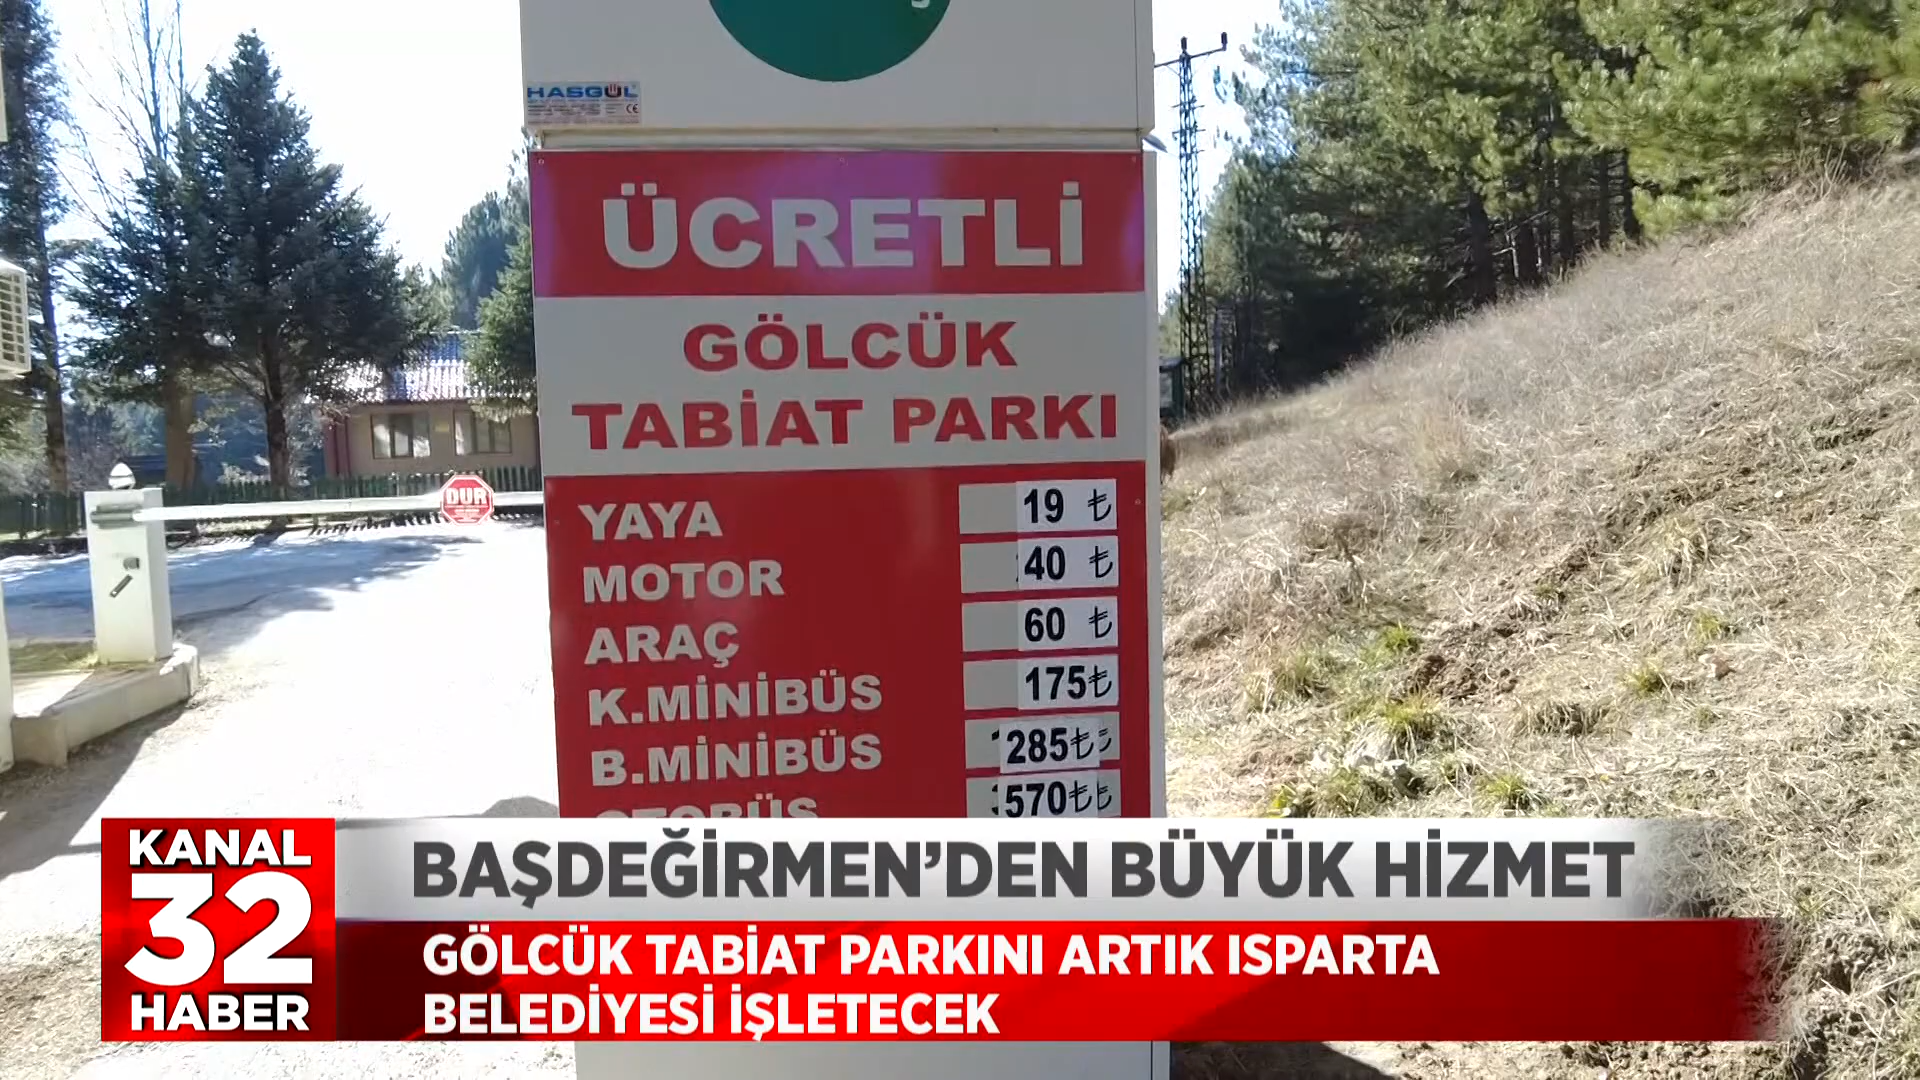 HASGÜL
ÜCRETLİ
GÖLCÜK
TABİAT PARKI
YAYA 19 ₺
MOTOR 40 ₺
ARAÇ 60 ₺
K.MİNİBÜS 175₺
B.MİNİBÜS 285₺
OTOBÜS 570₺
DUR
KANAL
32
HABER
BAŞDEĞİRMEN’DEN BÜYÜK HİZMET
GÖLCÜK TABİAT PARKINI ARTIK ISPARTA
BELEDİYESİ İŞLETECEK